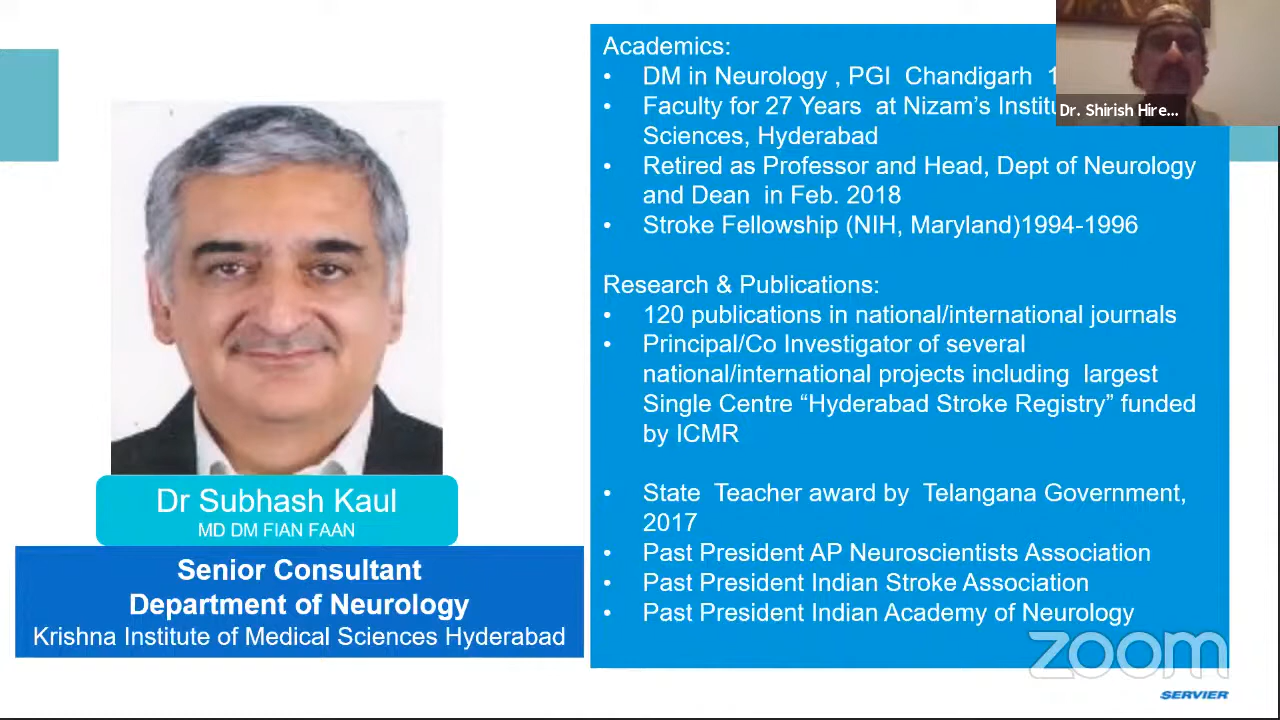 Academics:
• DM in Neurology , PGI Chandigarh
• Faculty for 27 Years at Nizam's
Sciences, Hyderabad
• Retired as Professor and Head, Dept of Neurology
and Dean in Feb. 2018
• Stroke Fellowship (NIH, Maryland)1994-1996
Research & Publications:
• 120 publications in national/international journals
• Principal/Co Investigator of several
national/international projects including largest
Single Centre “Hyderabad Stroke Registry” funded
by ICMR
• State Teacher award by Telangana Government,
2017
• Past President AP Neuroscientists Association
• Past President Indian Stroke Association
• Past President Indian Academy of Neurology
Dr Subhash Kaul
MD DM FIAN FAAN
Senior Consultant
Department of Neurology
Krishna Institute of Medical Sciences Hyderabad
Dr. Shirish Hire...
zoom
SERVIER